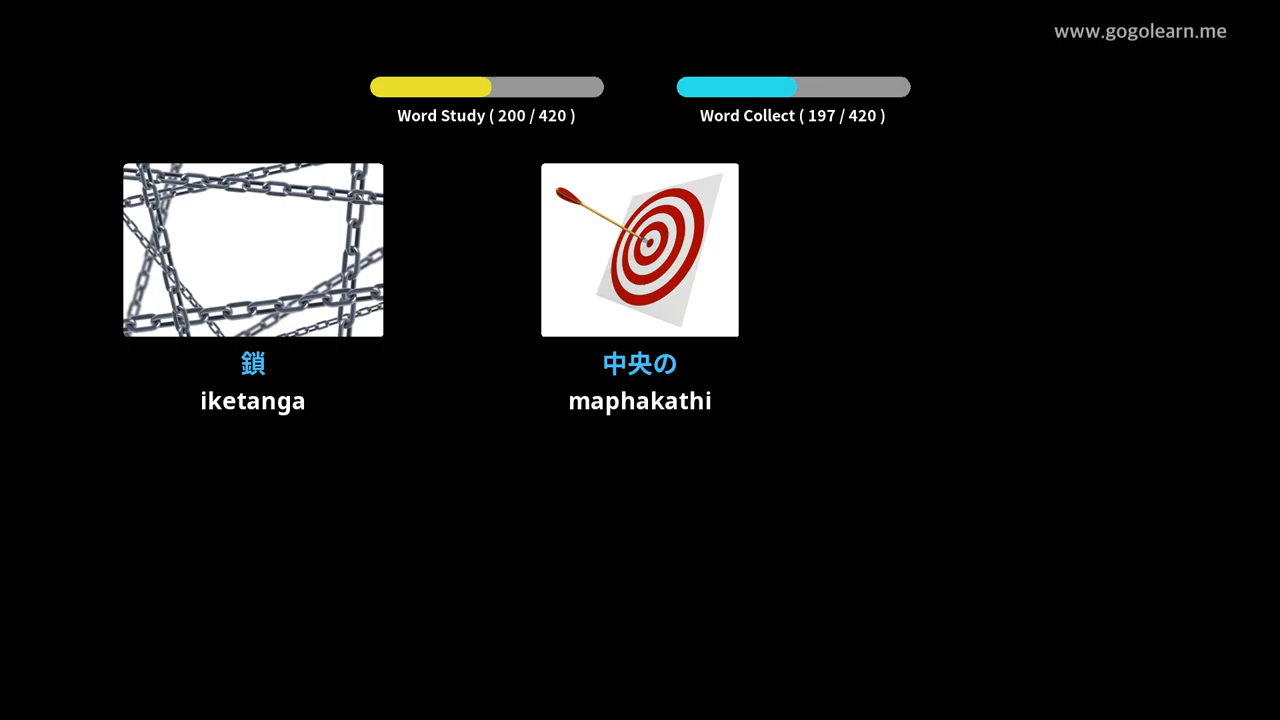 www.gogolearn.me
Word Study ( 200 / 420 )
Word Collect ( 197 / 420 )
鎖
iketanga
中央の
maphakathi